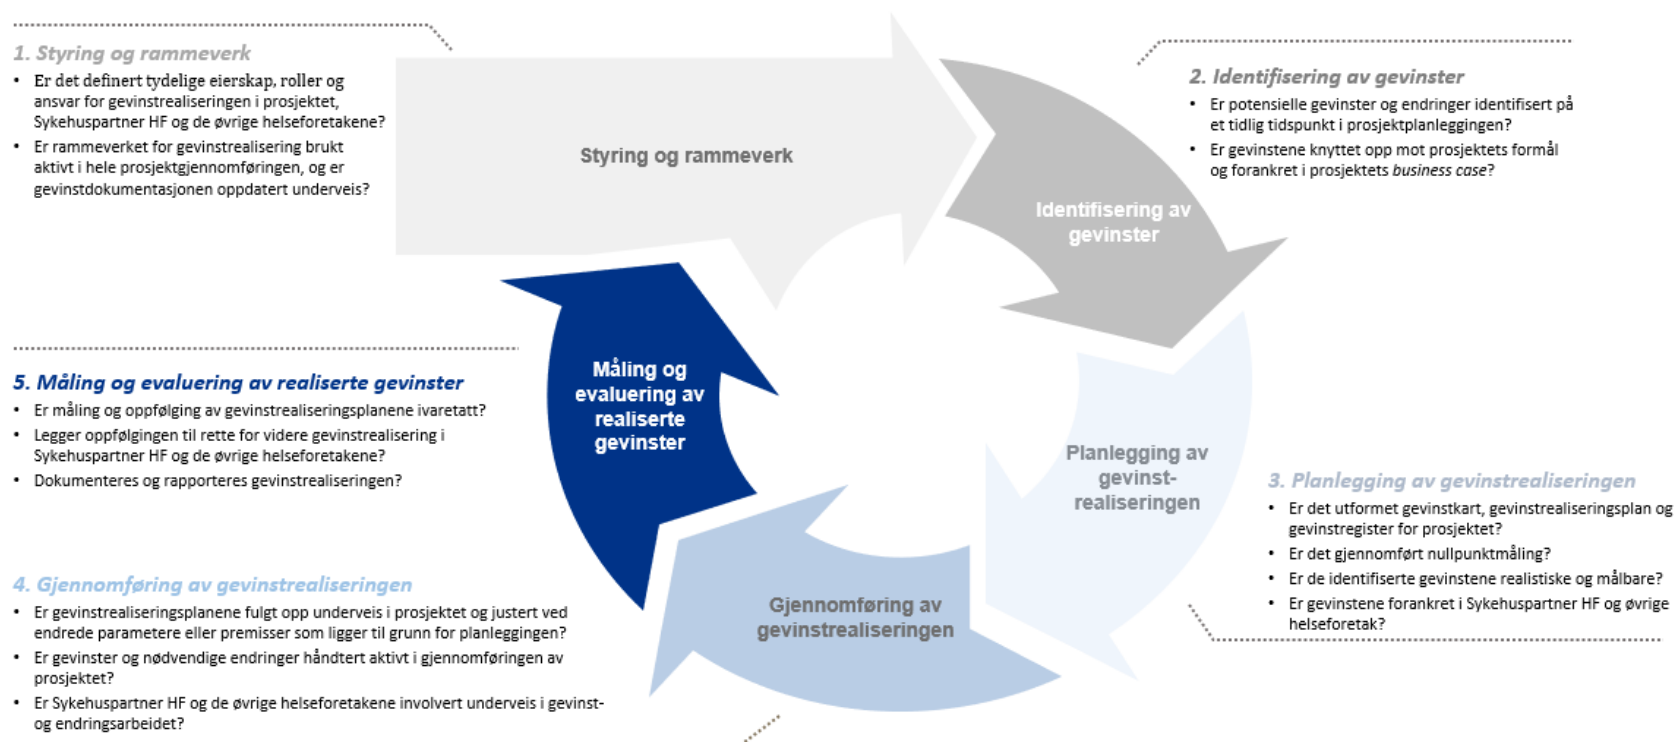 1. Styring og rammeverk
• Er det definert tydelige eierskap, roller og
ansvar for gevinstrealiseringen i prosjektet,
Sykehuspartner HF og de øvrige helseforetakene?
• Er rammeverket for gevinstrealisering brukt
aktivt i hele prosjektgjennomføringen, og er
gevinstdokumentasjonen oppdatert underveis?
Styring og rammeverk
2. Identifisering av gevinster
• Er potensielle gevinster og endringer identifisert på
et tidlig tidspunkt i prosjektplanleggingen?
• Er gevinstene knyttet opp mot prosjektets formål
og forankret i prosjektets business case?
Identifisering av
gevinster
Planlegging av
gevinst-
realiseringen
3. Planlegging av gevinstrealiseringen
• Er det utformet gevinstkart, gevinstrealiseringsplan og
gevinstregister for prosjektet?
• Er det gjennomført nullpunktmåling?
• Er de identifiserte gevinstene realistiske og målbare?
• Er gevinstene forankret i Sykehuspartner HF og øvrige
helseforetak?
Gjennomføring av
gevinstrealiseringen
4. Gjennomføring av gevinstrealiseringen
• Er gevinstrealiseringsplanene fulgt opp underveis i prosjektet og justert ved
endrede parametere eller premisser som ligger til grunn for planleggingen?
• Er gevinster og nødvendige endringer håndtert aktivt i gjennomføringen av
prosjektet?
• Er Sykehuspartner HF og de øvrige helseforetakene involvert underveis i gevinst-
og endringsarbeidet?
Måling og
evaluering av
realiserte
gevinster
5. Måling og evaluering av realiserte gevinster
• Er måling og oppfølging av gevinstrealiseringsplanene ivaretatt?
• Legger oppfølgingen til rette for videre gevinstrealisering i
Sykehuspartner HF og de øvrige helseforetakene?
• Dokumenteres og rapporteres gevinstrealiseringen?